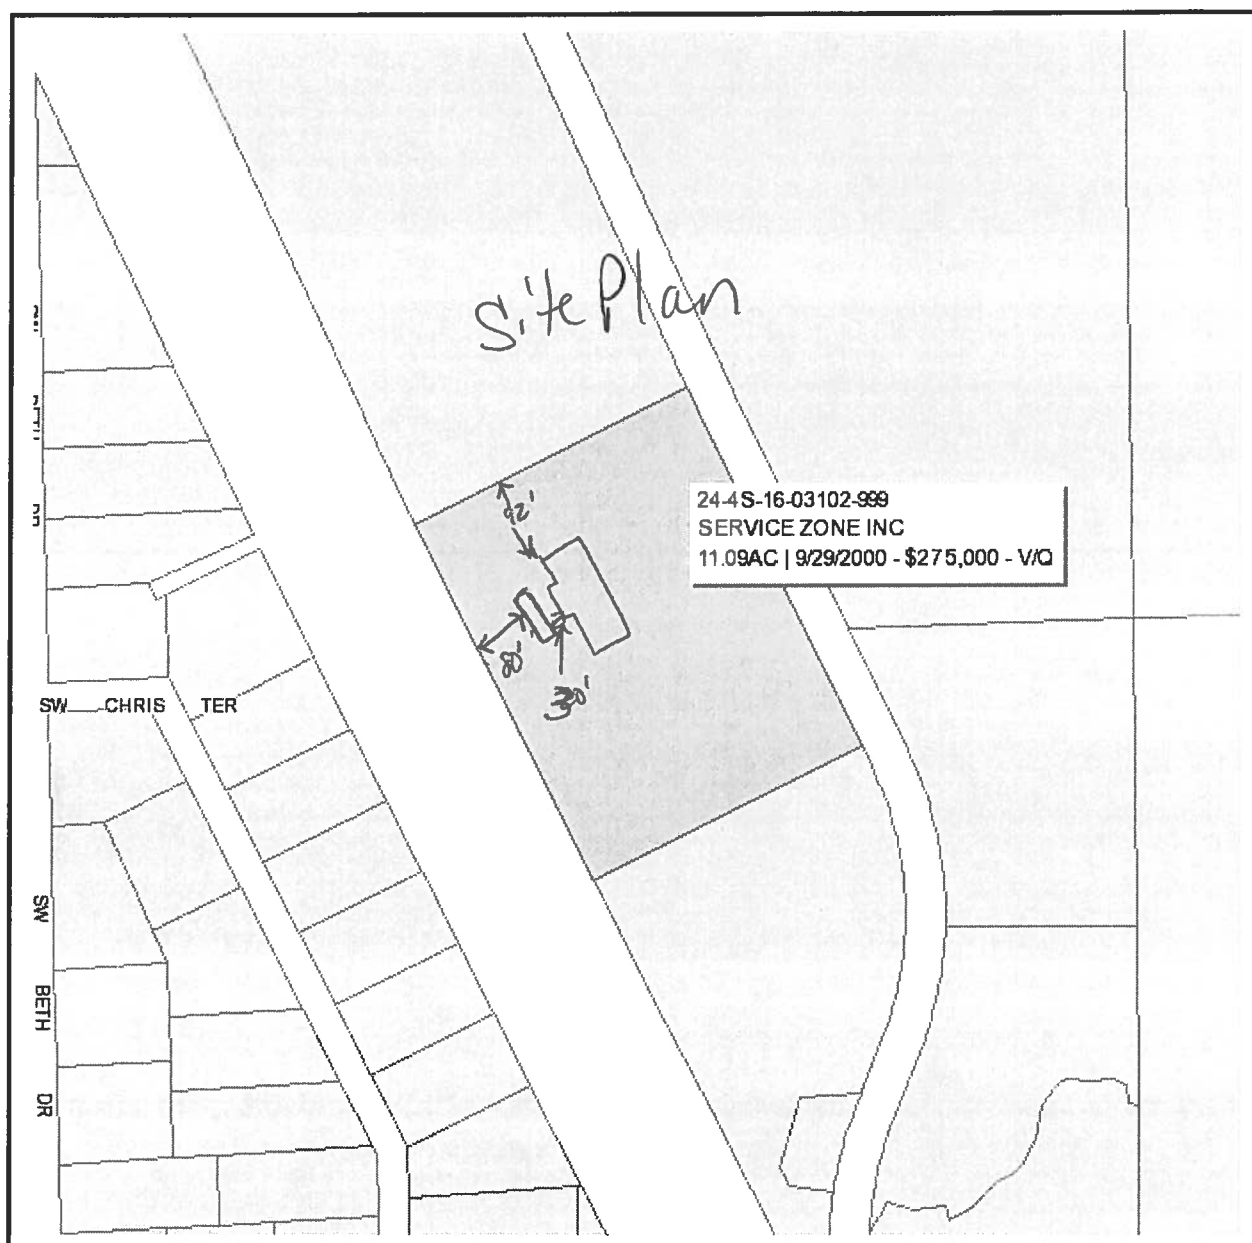 Site Plan
92'
24-4S-16-03102-999
SERVICE ZONE INC
11.09AC | 9/29/2000 - $275,000 - V/Q
80'
SW CHRIS TER
SW BETH DR